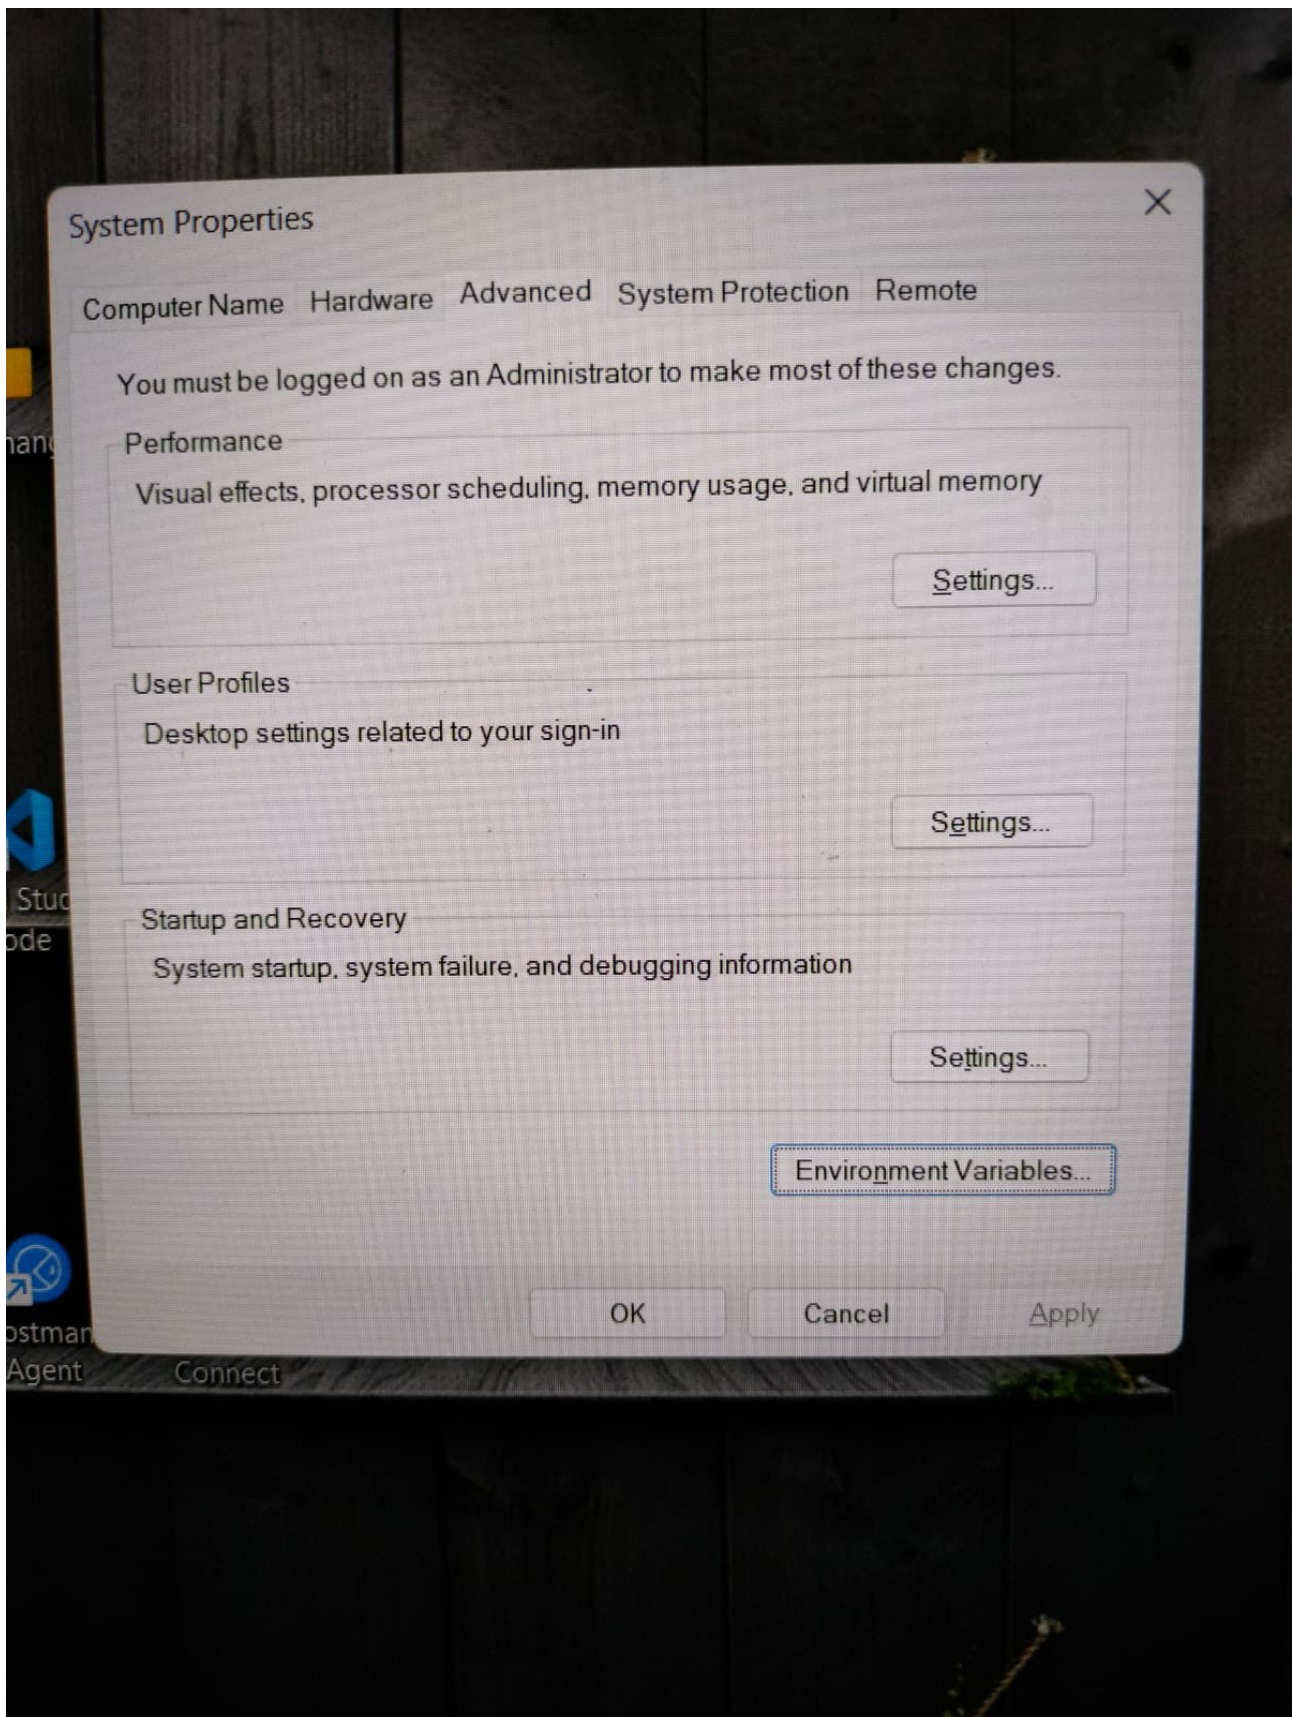 System Properties
Computer Name Hardware Advanced System Protection Remote
You must be logged on as an Administrator to make most of these changes.
Performance
Visual effects, processor scheduling, memory usage, and virtual memory
Settings...
User Profiles
Desktop settings related to your sign-in
Settings...
Stud
ode
Startup and Recovery
System startup, system failure, and debugging information
Settings...
Environment Variables...
OK Cancel Apply
ostman
Agent Connect